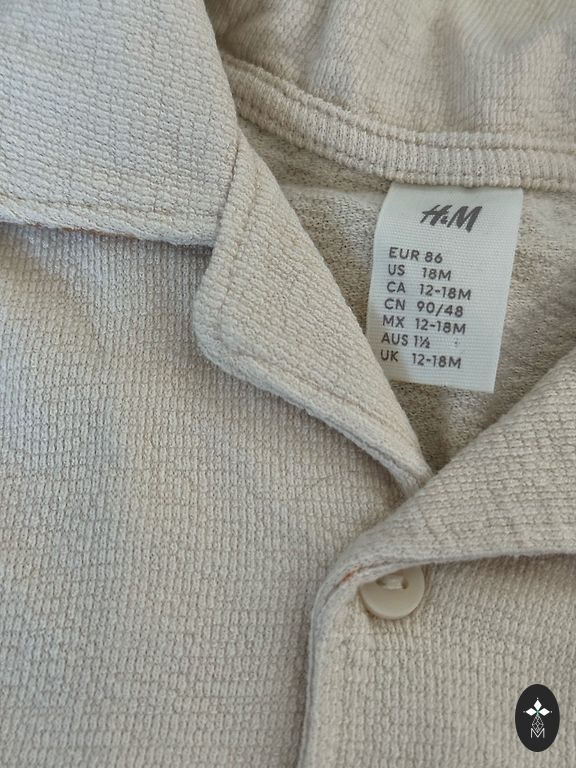 H&M
EUR 86
US 18M
CA 12-18M
CN 90/48
MX 12-18M
AUS 1½
UK 12-18M
M